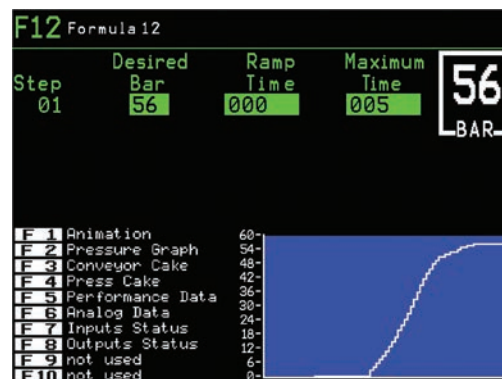 F12 Formula 12
Desired Ramp Maximum
Step Bar Time Time
01 56 000 005
56
BAR
F 1 Animation
F 2 Pressure Graph
F 3 Conveyor Cake
F 4 Press Cake
F 5 Performance Data
F 6 Analog Data
F 7 Inputs Status
F 8 Outputs Status
F 9 not used
F10 not used
60-
54-
48-
42-
36-
30-
24-
18-
12-
6-
0-